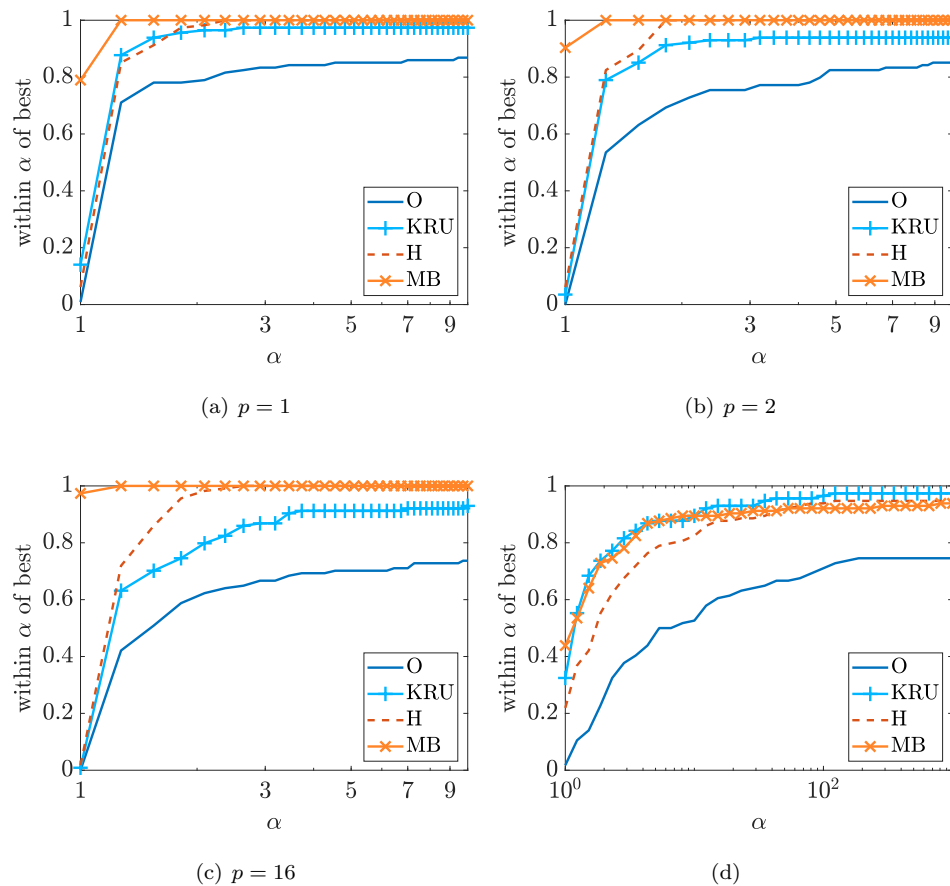 within α of best
1
0.8
0.6
0.4
0.2
0
1 3 5 7 9
α
O
KRU
H
MB
(a) p = 1
within α of best
1
0.8
0.6
0.4
0.2
0
1 3 5 7 9
α
O
KRU
H
MB
(b) p = 2
within α of best
1
0.8
0.6
0.4
0.2
0
1 3 5 7 9
α
O
KRU
H
MB
(c) p = 16
within α of best
1
0.8
0.6
0.4
0.2
0
10⁰ 10²
α
O
KRU
H
MB
(d)